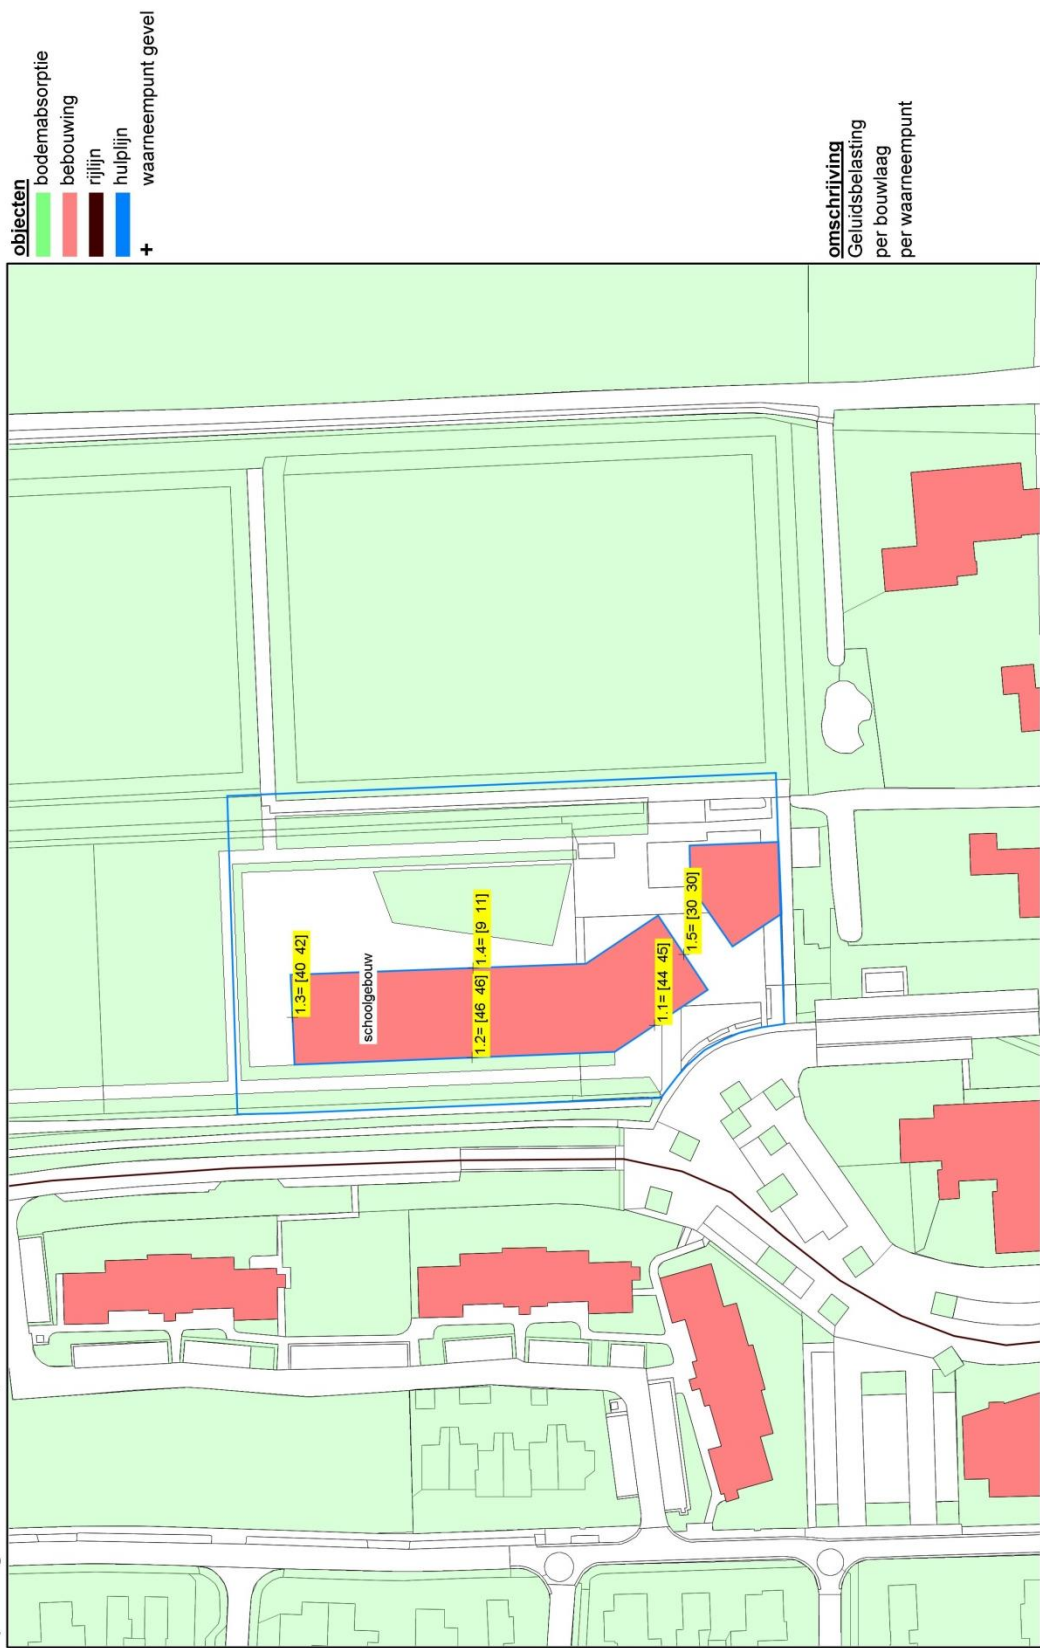 objecten
bodemabsorptie
bebouwing
rijlijn
hulplijn
+ waarneempunt gevel
omschrijving
Geluidsbelasting
per bouwlaag
per waarneempunt
1.3= [40 42]
schoolgebouw
1.4= [9 11]
1.2= [46 46]
1.5= [30 30]
1.1= [44 45]